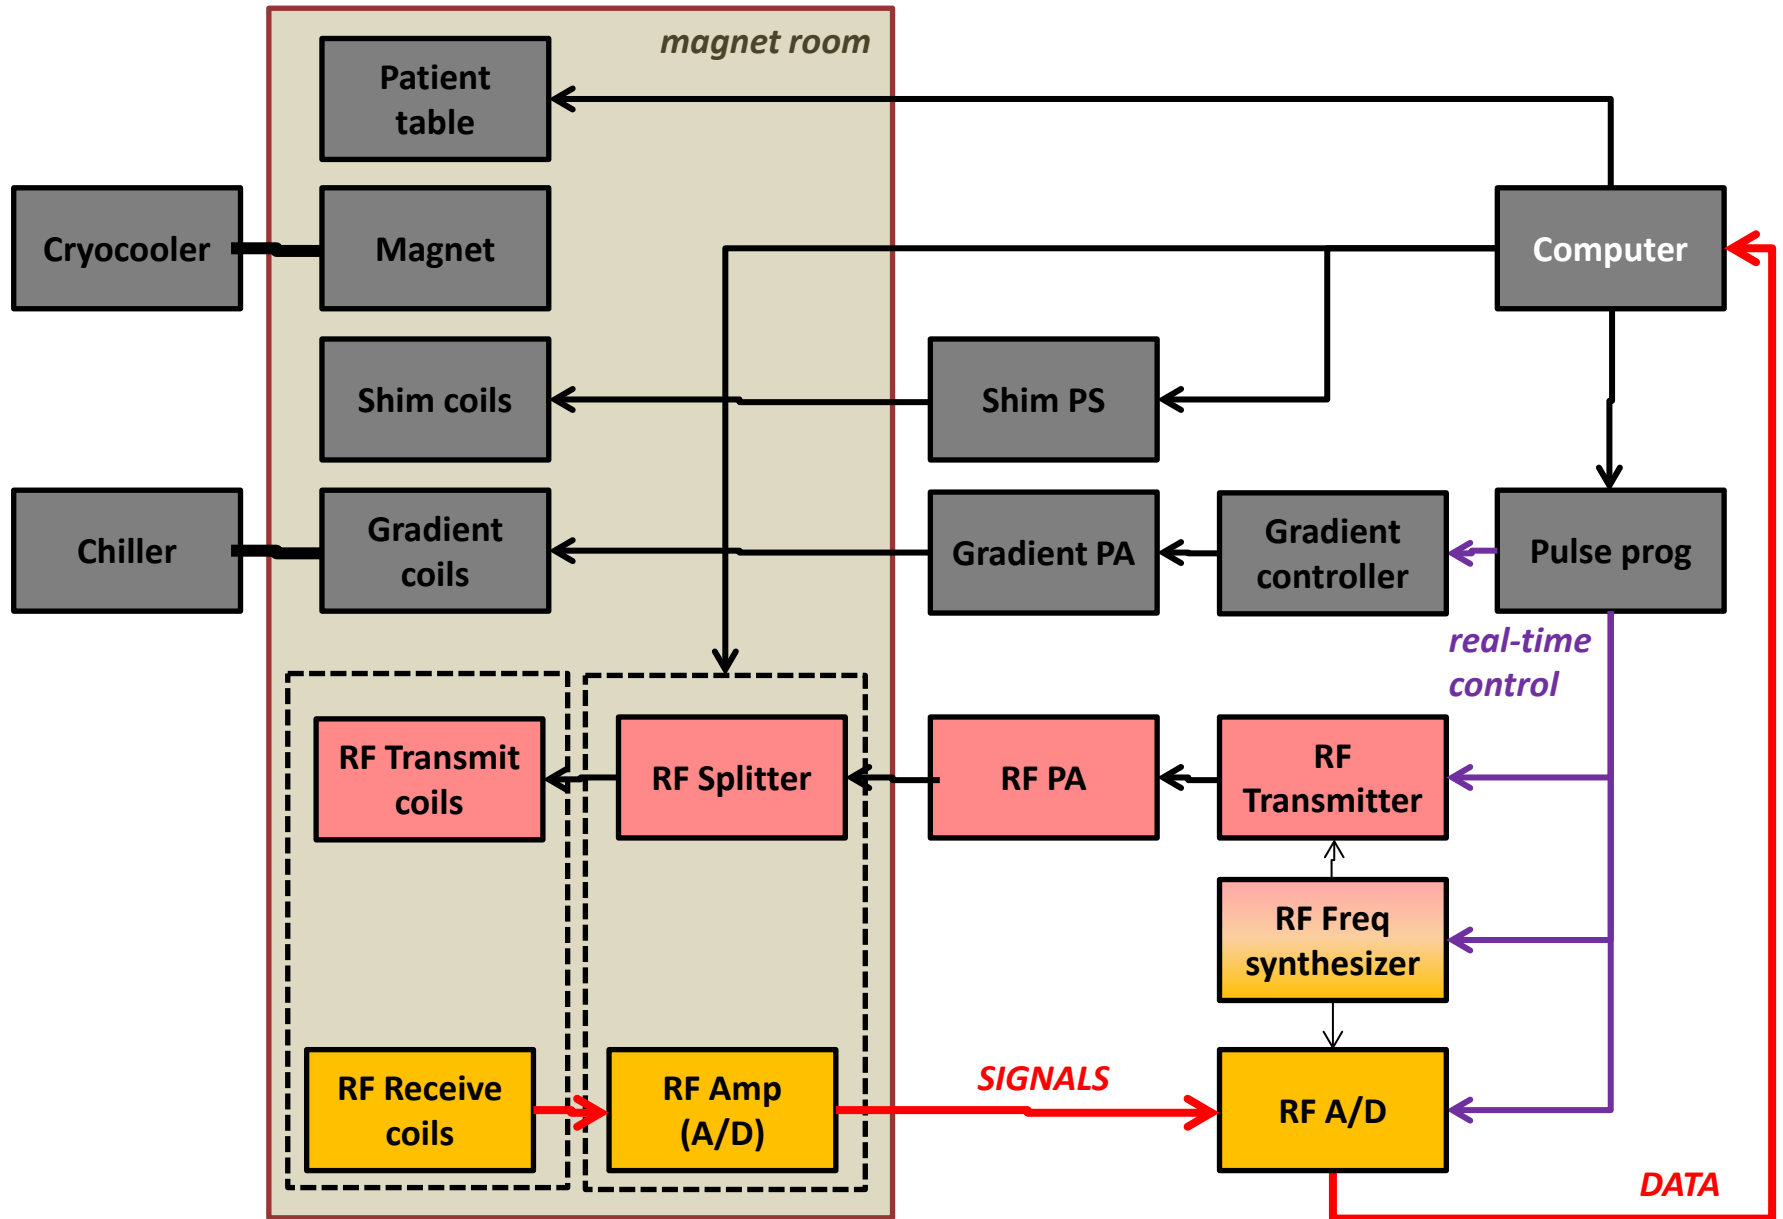 magnet room
Patient
table
Cryocooler
Magnet
Computer
Shim coils
Shim PS
Chiller
Gradient
coils
Gradient PA
Gradient
controller
Pulse prog
real-time
control
RF Transmit
coils
RF Splitter
RF PA
RF
Transmitter
RF Freq
synthesizer
RF Receive
coils
RF Amp
(A/D)
SIGNALS
RF A/D
DATA